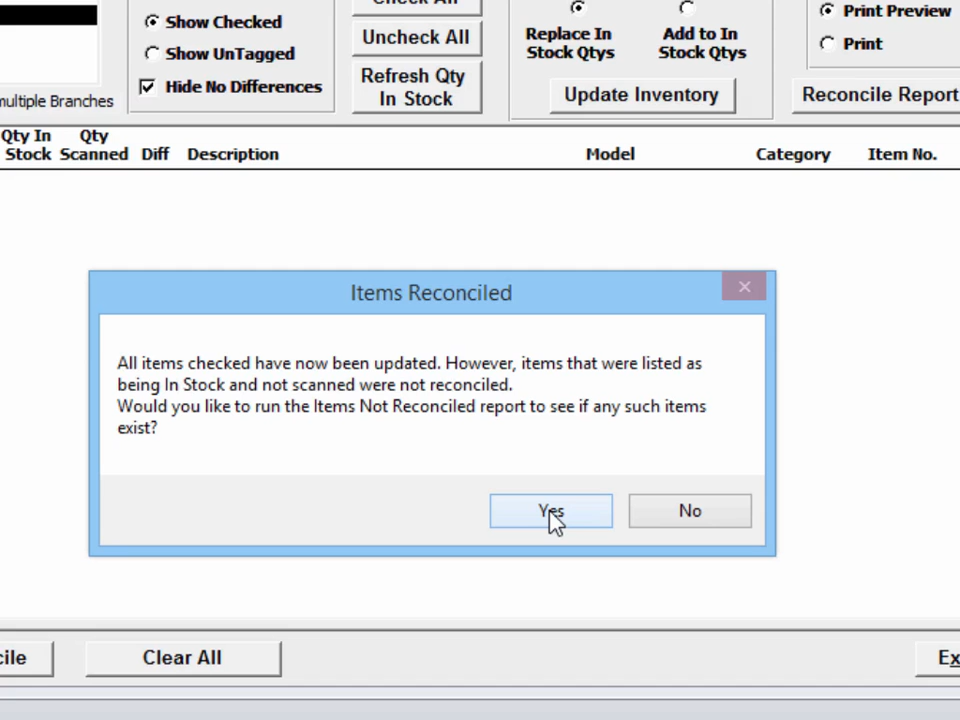 Check All
Show Checked
Show UnTagged
Hide No Differences
multiple Branches
Uncheck All
Refresh Qty
In Stock
Replace In
Stock Qtys
Add to In
Stock Qtys
Update Inventory
Print Preview
Print
Reconcile Report
Qty In
Stock
Qty
Scanned
Diff
Description
Model
Category
Item No.
Items Reconciled
All items checked have now been updated. However, items that were listed as
being In Stock and not scanned were not reconciled.
Would you like to run the Items Not Reconciled report to see if any such items
exist?
Yes
No
cile
Clear All
Ex